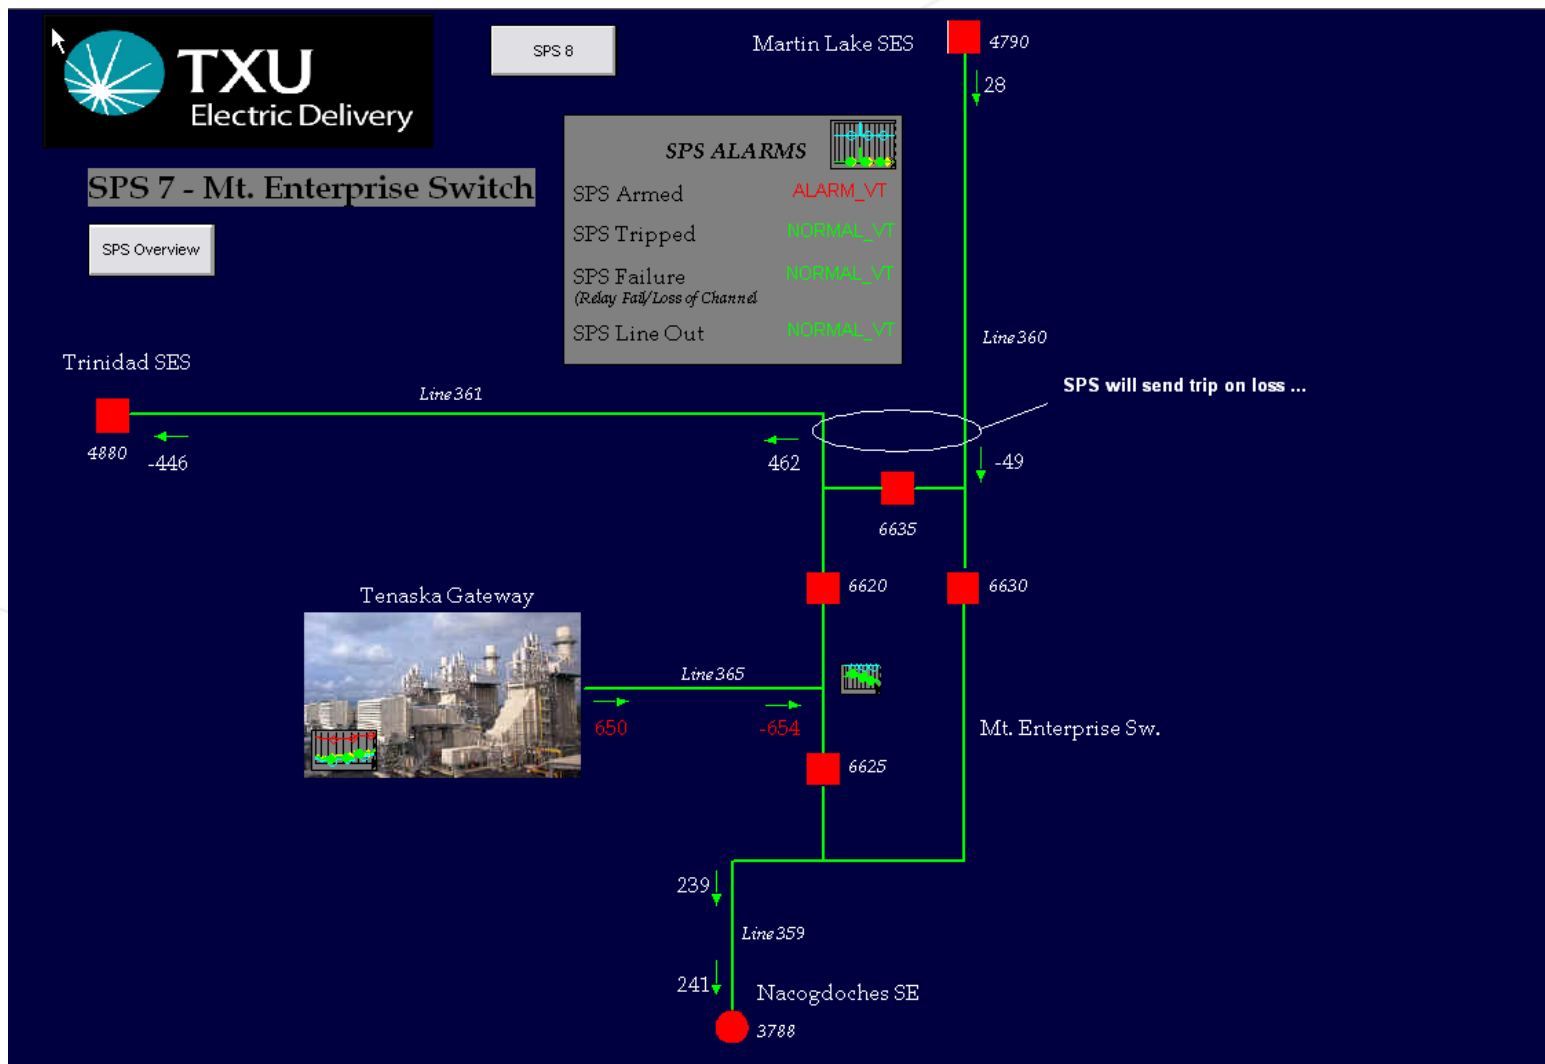 TXU
Electric Delivery
SPS 8
Martin Lake SES
4790
28
SPS ALARMS
SPS 7 - Mt. Enterprise Switch
SPS Armed ALARM_VT
SPS Tripped NORMAL_VT
SPS Overview
SPS Failure NORMAL_VT
(Relay Fail/Loss of Channel
SPS Line Out NORMAL_VT
Line 360
Trinidad SES
Line 361
SPS will send trip on loss ...
4880
-446
462
-49
6635
6620
6630
Tenaska Gateway
Line 365
650
-654
Mt. Enterprise Sw.
6625
239
Line 359
241
Nacogdoches SE
3788